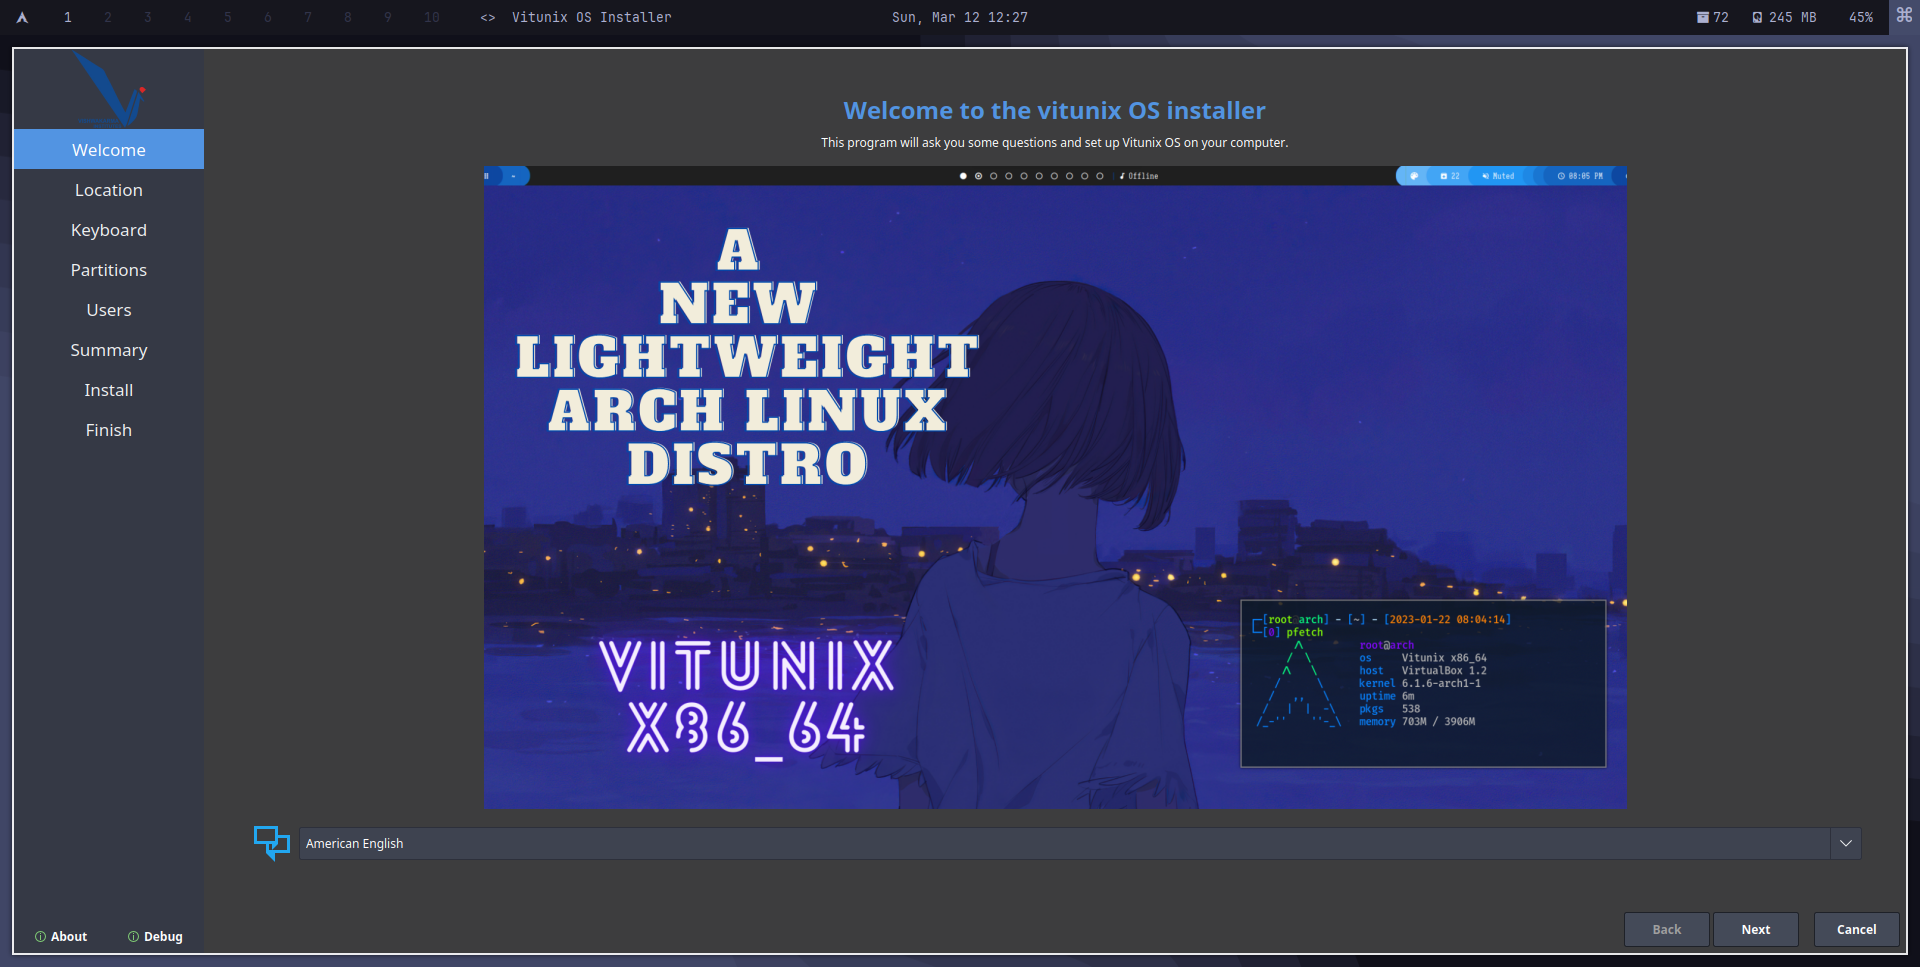 1 2 3 4 5 6 7 8 9 10 <> Vitunix OS Installer Sun, Mar 12 12:27 72 245 MB 45%
Welcome
Location
Keyboard
Partitions
Users
Summary
Install
Finish
About Debug
Welcome to the vitunix OS installer
This program will ask you some questions and set up Vitunix OS on your computer.
Offline 22 Muted 08:05 PM
A
NEW
LIGHTWEIGHT
ARCH LINUX
DISTRO
VITUNIX
X86_64
[root arch] - [~] - [2023-01-22 08:04:14]
[0] pfetch
root@arch
os Vitunix x86_64
host VirtualBox 1.2
kernel 6.1.6-arch1-1
uptime 6m
pkgs 538
memory 703M / 3906M
American English
Back Next Cancel